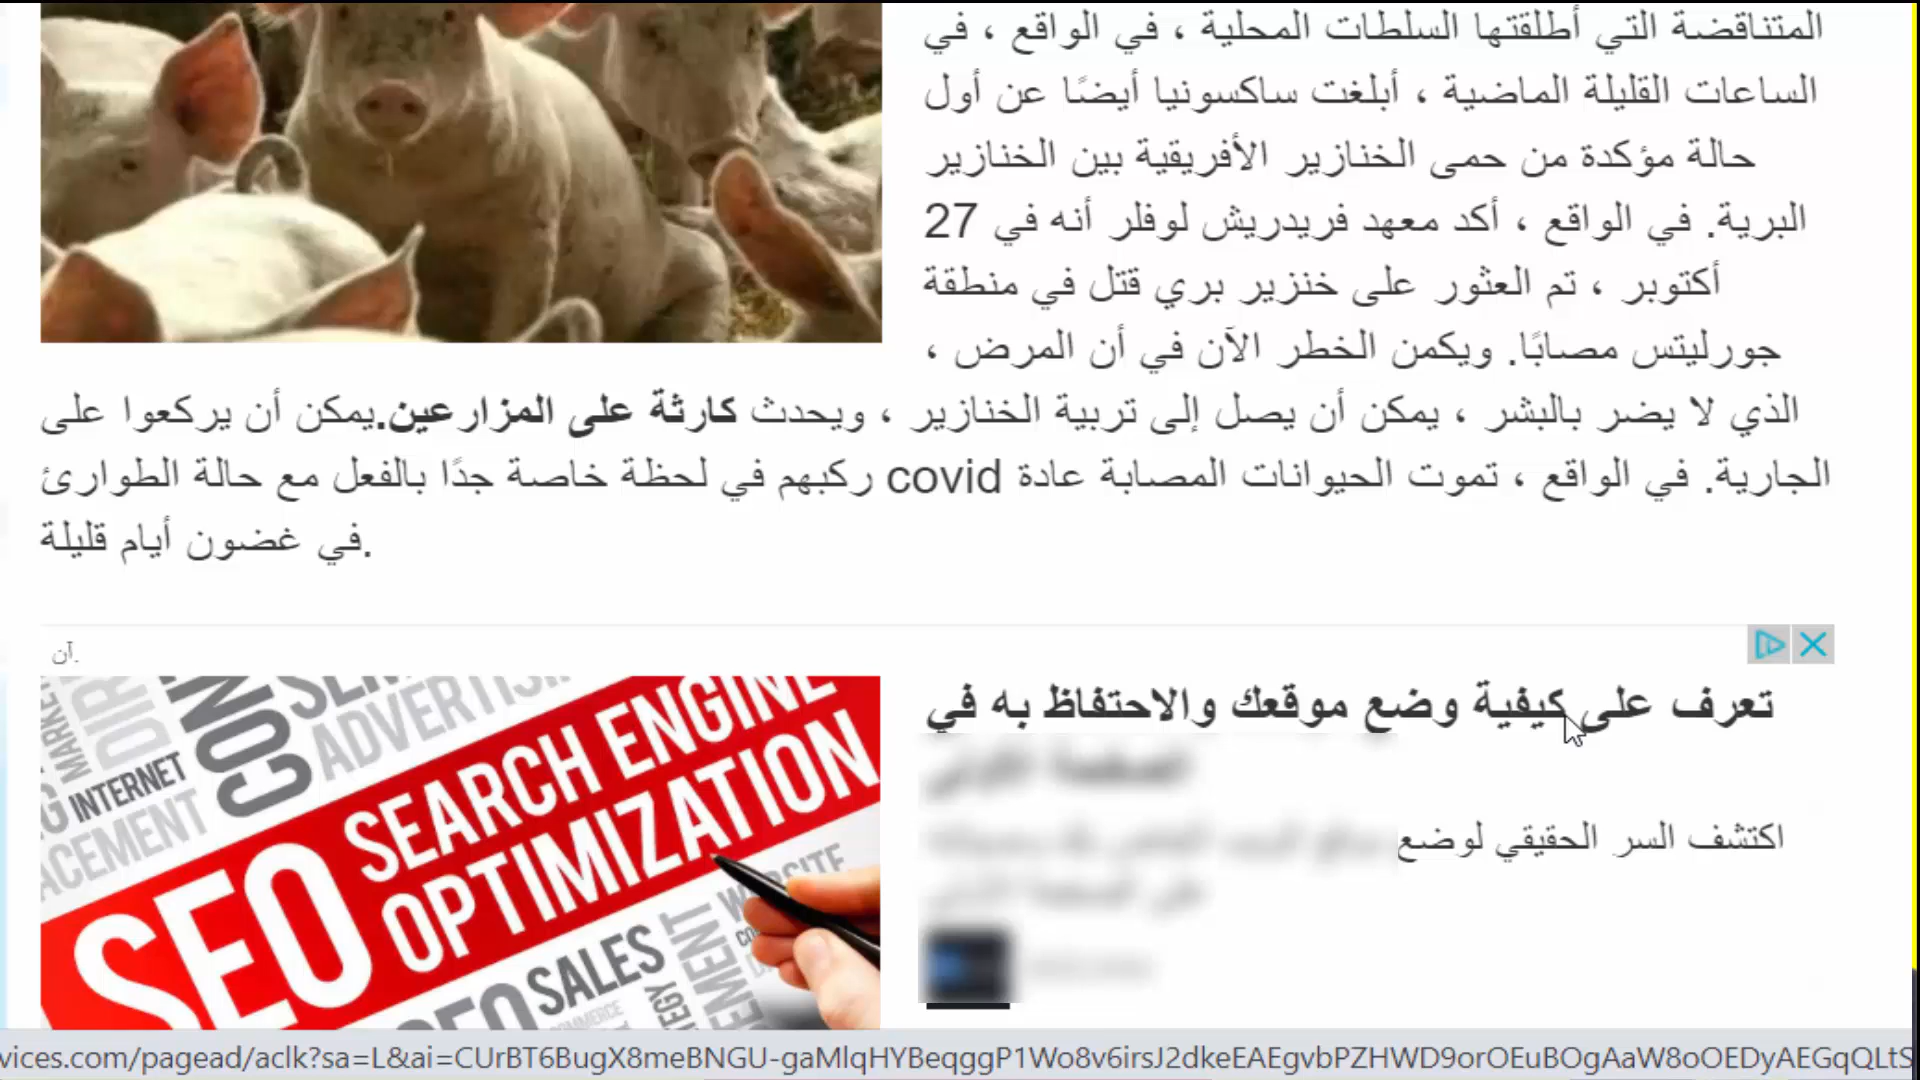 المتناقضة التي أطلقتها السلطات المحلية ، في الواقع ، في
الساعات القليلة الماضية ، أبلغت ساكسونيا أيضًا عن أول
حالة مؤكدة من حمى الخنازير الأفريقية بين الخنازير
البرية. في الواقع ، أكد معهد فريدريش لوفلر أنه في 27
أكتوبر ، تم العثور على خنزير بري قتل في منطقة
جورليتس مصابًا. ويكمن الخطر الآن في أن المرض ،
الذي لا يضر بالبشر ، يمكن أن يصل إلى تربية الخنازير ، ويحدث كارثة على المزارعين.يمكن أن يركعوا على
الجارية. في الواقع ، تموت الحيوانات المصابة عادة covid ركبهم في لحظة خاصة جدًا بالفعل مع حالة الطوارئ
في غضون أيام قليلة.
آن.
تعرف على كيفية وضع موقعك والاحتفاظ به في
اكتشف السر الحقيقي لوضع
ADVERTISI
INTERNET
ACEMENT
SEO SEARCH ENGINE
OPTIMIZATION
WEBSITE
SEO SALES
COMMERCE
vices.com/pagead/aclk?sa=L&ai=CUrBT6BugX8meBNGU-gaMlqHYBeqggP1Wo8v6irsJ2dkeEAEgvbPZHWD9orOEuBOgAaW8oOEDyAEGqQLtS